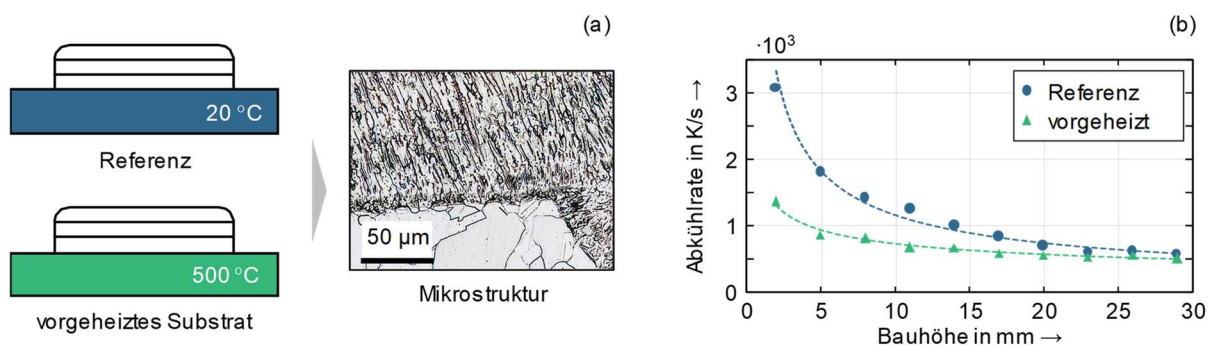 (a)
20 °C
Referenz
500 °C
vorgeheiztes Substrat
50 µm
Mikrostruktur
(b)
·10³
Abkühlrate in K/s →
3
2
1
0
Referenz
vorgeheizt
0 5 10 15 20 25 30
Bauhöhe in mm →